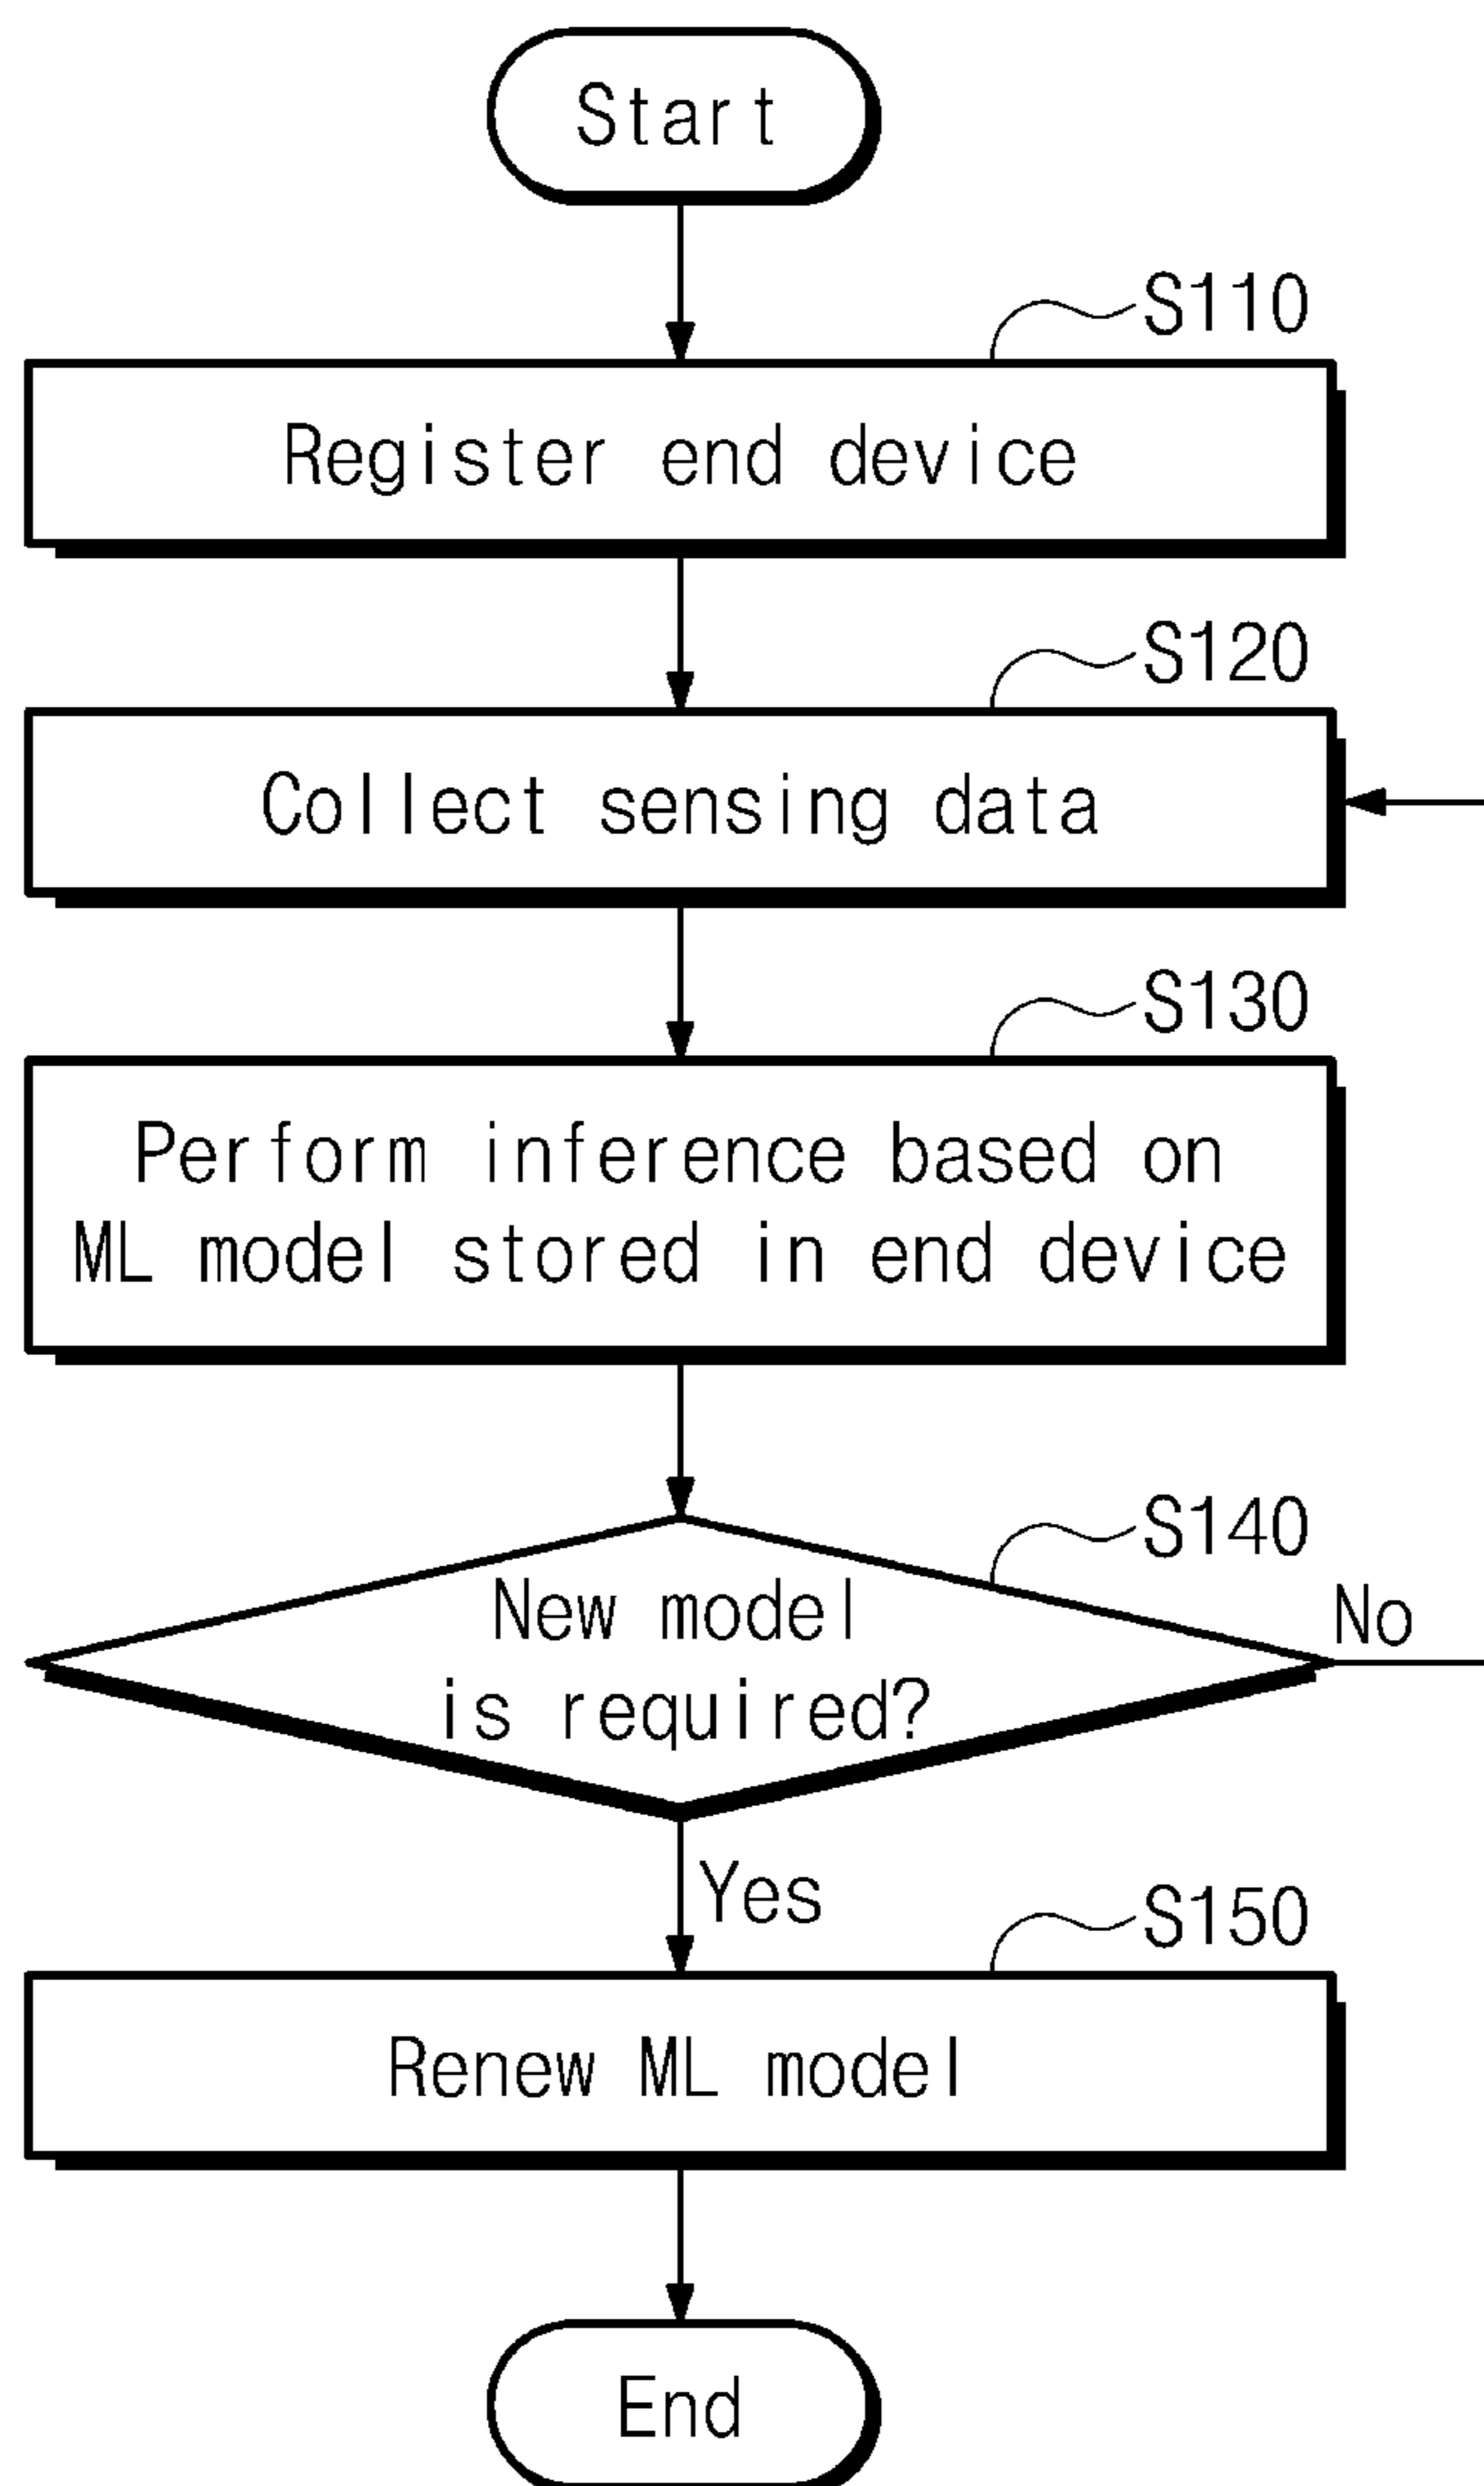 Start
S110
Register end device
S120
Collect sensing data
S130
Perform inference based on
ML model stored in end device
S140
New model
is required?
No
Yes
S150
Renew ML model
End